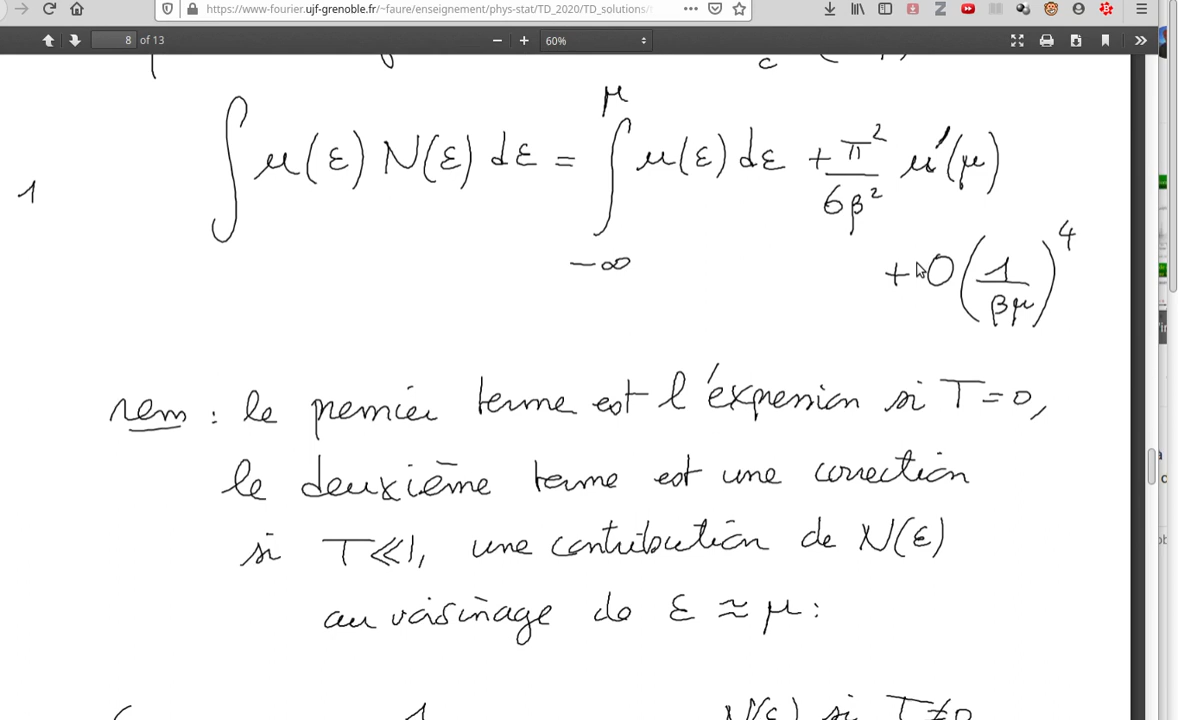 https://www-fourier.ujf-grenoble.fr/~faure/enseignement/phys-stat/TD_2020/TD_solutions/
8 of 13
60%
1
∫ u(ε) N(ε) dε = ∫_{-∞}^{μ} u(ε) dε + π²/6β² u'(μ)
+ O(1/βμ)⁴
rem : le premier terme est l'expression si T=0,
le deuxième terme est une correction
si T≪1, une contribution de N(ε)
au voisinage de ε ≈ μ :
N(ε) si T≠0